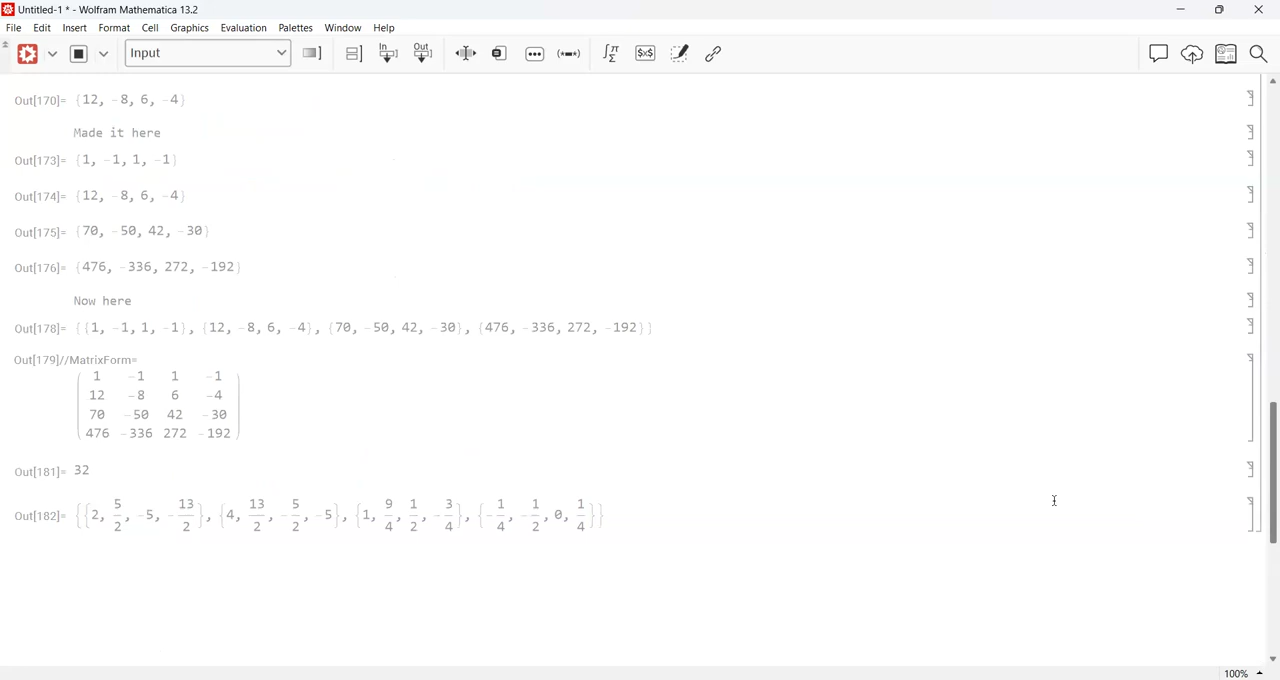 Untitled-1 * - Wolfram Mathematica 13.2
File Edit Insert Format Cell Graphics Evaluation Palettes Window Help
Input In Out $x$
Out[170]= {12, -8, 6, -4}
Made it here
Out[173]= {1, -1, 1, -1}
Out[174]= {12, -8, 6, -4}
Out[175]= {70, -50, 42, -30}
Out[176]= {476, -336, 272, -192}
Now here
Out[178]= {{1, -1, 1, -1}, {12, -8, 6, -4}, {70, -50, 42, -30}, {476, -336, 272, -192}}
Out[179]//MatrixForm=
1 -1 1 -1
12 -8 6 -4
70 -50 42 -30
476 -336 272 -192
Out[181]= 32
Out[182]= {{2, 5/2, -5, -13/2}, {4, 13/2, -5/2, -5}, {1, 9/4, 1/2, -3/4}, {-1/4, -1/2, 0, 1/4}}
100%